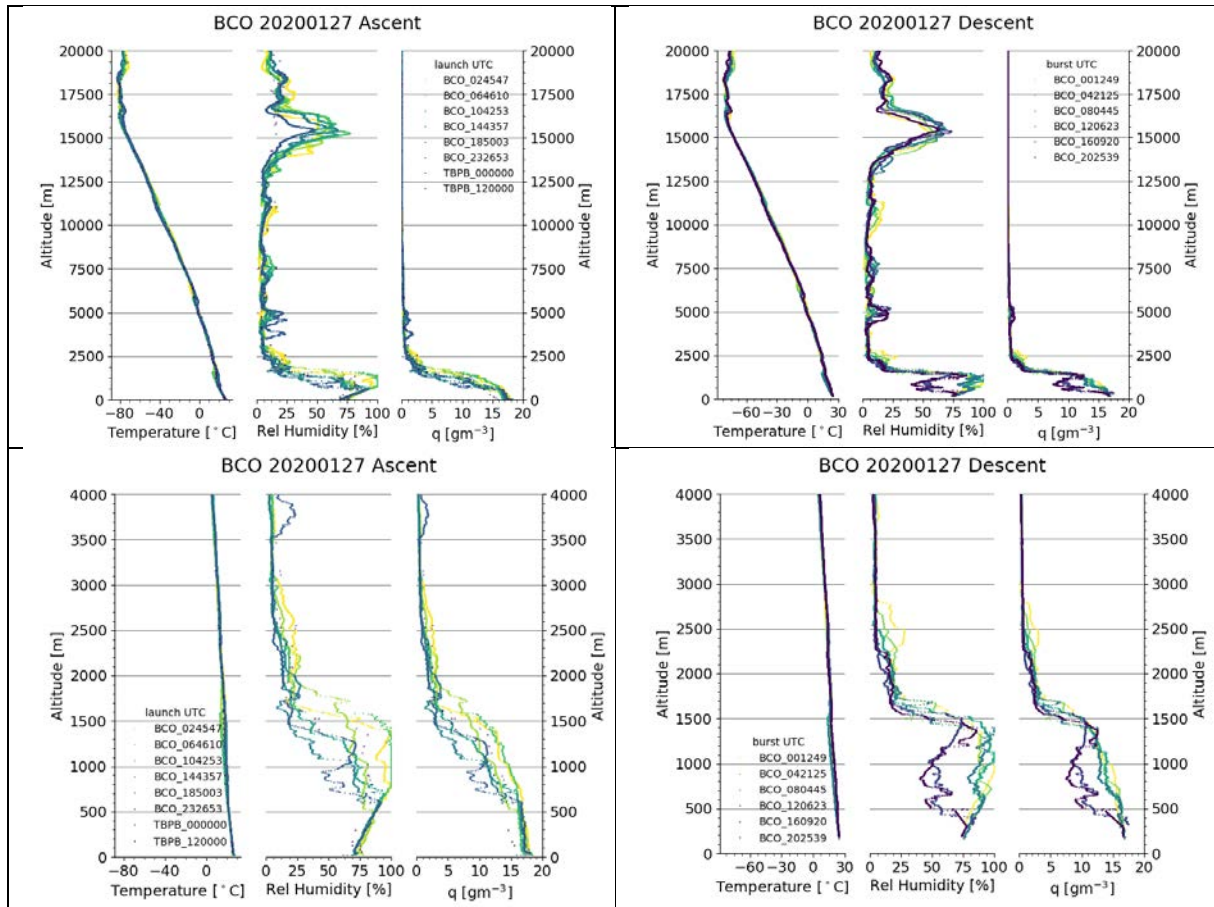 BCO 20200127 Ascent
20000
17500
15000
12500
10000
7500
5000
2500
0
Altitude [m]
−80 −40 0
Temperature [°C]
0 25 50 75 100
Rel Humidity [%]
launch UTC
BCO_024547
BCO_064610
BCO_104253
BCO_144357
BCO_185003
BCO_232653
TBPB_000000
TBPB_120000
0 5 10 15 20
q [gm⁻³]
20000
17500
15000
12500
10000
7500
5000
2500
0
Altitude [m]
BCO 20200127 Descent
20000
17500
15000
12500
10000
7500
5000
2500
0
Altitude [m]
−60 −30 0 30
Temperature [°C]
0 25 50 75 100
Rel Humidity [%]
burst UTC
BCO_001249
BCO_042125
BCO_080445
BCO_120623
BCO_160920
BCO_202539
0 5 10 15 20
q [gm⁻³]
20000
17500
15000
12500
10000
7500
5000
2500
0
Altitude [m]
BCO 20200127 Ascent
4000
3500
3000
2500
2000
1500
1000
500
0
Altitude [m]
launch UTC
BCO_024547
BCO_064610
BCO_104253
BCO_144357
BCO_185003
BCO_232653
TBPB_000000
TBPB_120000
−80 −40 0
Temperature [°C]
0 25 50 75 100
Rel Humidity [%]
0 5 10 15 20
q [gm⁻³]
4000
3500
3000
2500
2000
1500
1000
500
0
Altitude [m]
BCO 20200127 Descent
4000
3500
3000
2500
2000
1500
1000
500
0
Altitude [m]
burst UTC
BCO_001249
BCO_042125
BCO_080445
BCO_120623
BCO_160920
BCO_202539
−90 −60 −30 0 30
Temperature [°C]
0 25 50 75 100
Rel Humidity [%]
0 5 10 15 20
q [gm⁻³]
4000
3500
3000
2500
2000
1500
1000
500
0
Altitude [m]